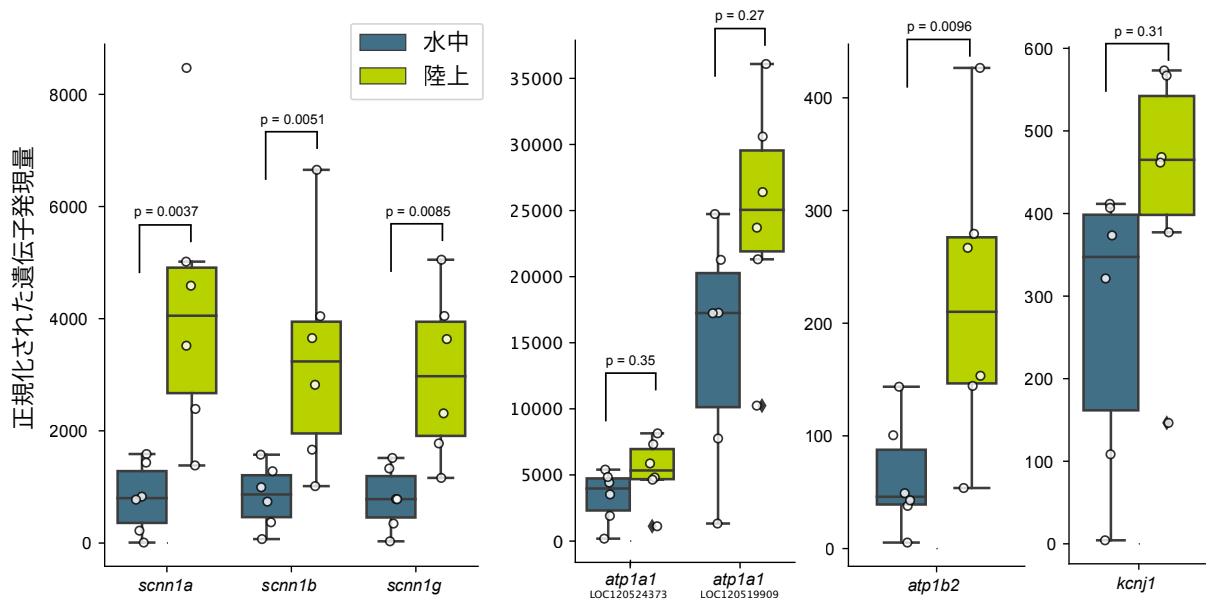 水中
陸上
正規化された遺伝子発現量
8000
6000
4000
2000
0
p = 0.0037
p = 0.0051
p = 0.0085
scnn1a
scnn1b
scnn1g
35000
30000
25000
20000
15000
10000
5000
0
p = 0.35
p = 0.27
atp1a1
LOC120524373
atp1a1
LOC120519909
400
300
200
100
0
p = 0.0096
atp1b2
600
500
400
300
200
100
0
p = 0.31
kcnj1